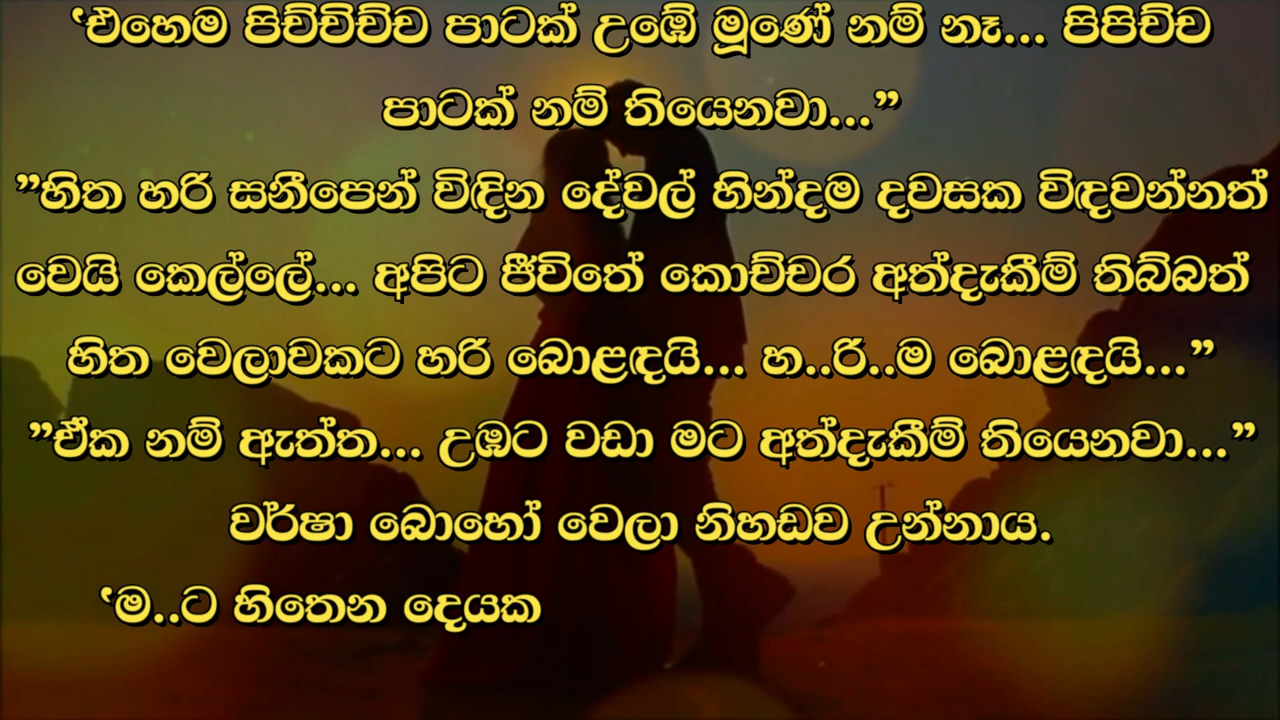 ‘එහෙම පිච්චිච්ච පාටක් උඹේ මූණේ නම් නෑ... පිපිච්ච
පාටක් නම් තියෙනවා...”
”හිත හරි සනීපෙන් විඳින දේවල් හින්දම දවසක විඳවන්නත්
වෙයි කෙල්ලේ... අපිට ජීවිතේ කොච්චර අත්දැකීම් තිබ්බත්
හිත වෙලාවකට හරි බොළඳයි... හ..රි..ම බොළඳයි...”
”ඒක නම් ඇත්ත... උඹට වඩා මට අත්දැකීම් තියෙනවා...”
වර්ෂා බොහෝ වෙලා නිහඩව උන්නාය.
‘ම..ට හිතෙන දෙයක